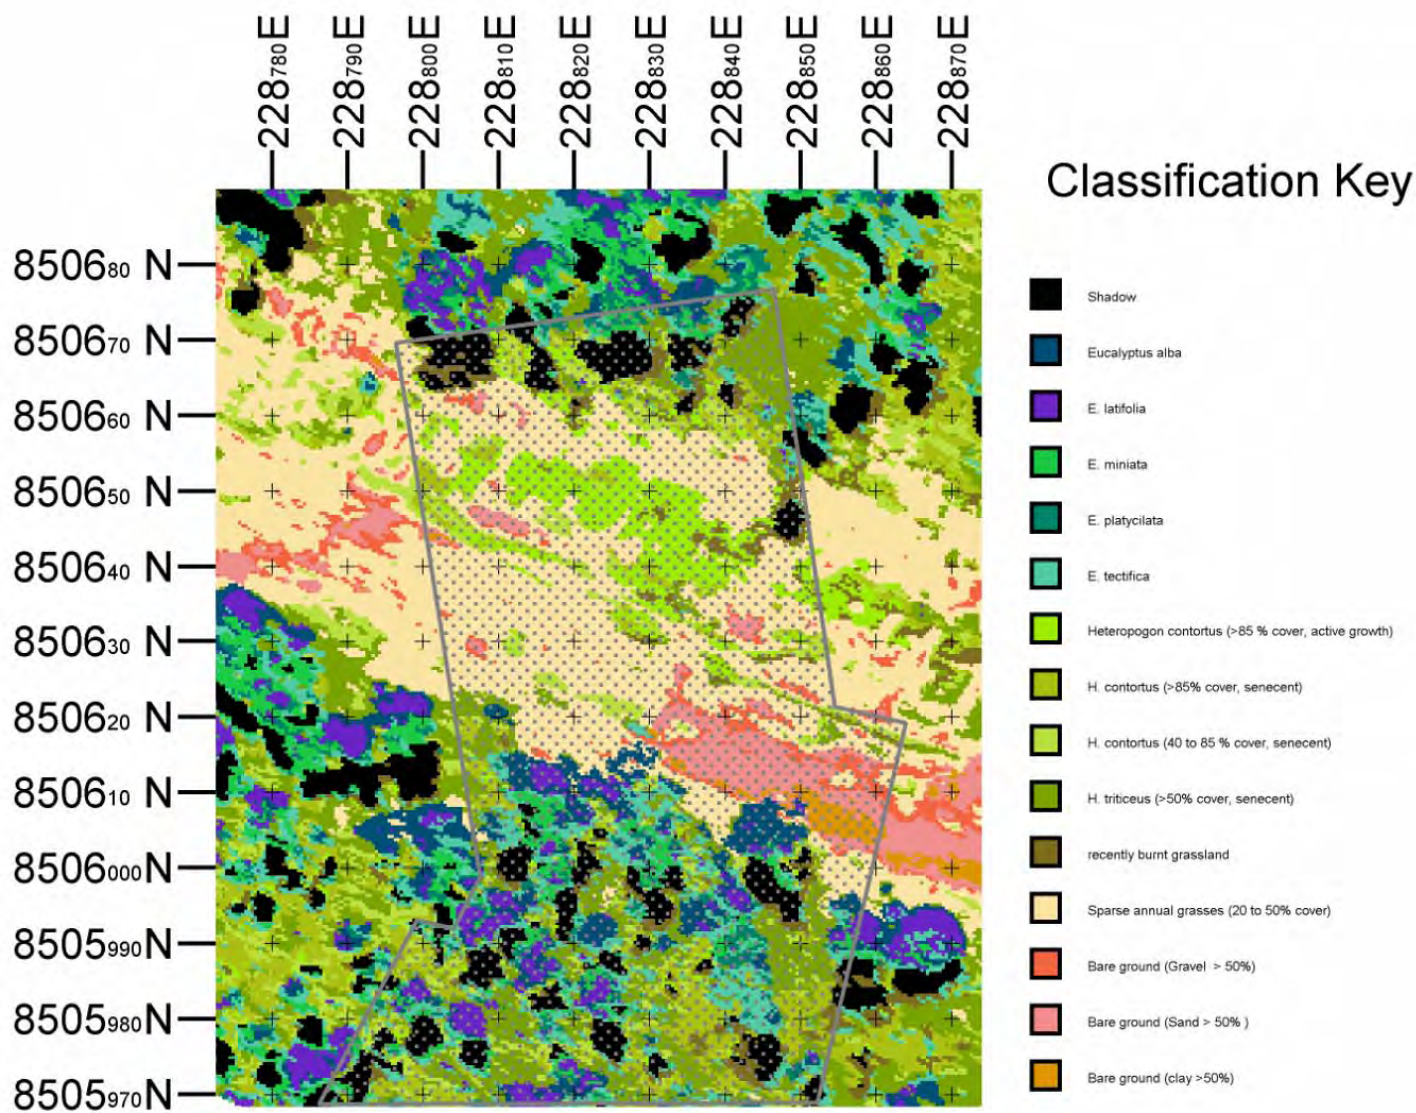 228780E
228790E
228800E
228810E
228820E
228830E
228840E
228850E
228860E
228870E
Classification Key
850680 N
850670 N
850660 N
850650 N
850640 N
850630 N
850620 N
850610 N
8506000N
8505990N
8505980N
8505970N
Shadow
Eucalyptus alba
E. latifolia
E. miniata
E. platycilata
E. tectifica
Heteropogon contortus (>85 % cover, active growth)
H. contortus (>85% cover, senecent)
H. contortus (40 to 85 % cover, senecent)
H. triticeus (>50% cover, senecent)
recently burnt grassland
Sparse annual grasses (20 to 50% cover)
Bare ground (Gravel > 50%)
Bare ground (Sand > 50% )
Bare ground (clay >50%)